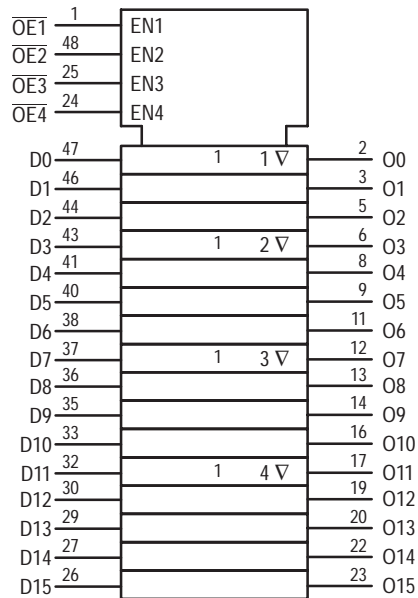 O̅E̅1̅ 1 EN1
O̅E̅2̅ 48 EN2
O̅E̅3̅ 25 EN3
O̅E̅4̅ 24 EN4
D0 47 1 1 ∇ 2 O0
D1 46 3 O1
D2 44 5 O2
D3 43 1 2 ∇ 6 O3
D4 41 8 O4
D5 40 9 O5
D6 38 11 O6
D7 37 1 3 ∇ 12 O7
D8 36 13 O8
D9 35 14 O9
D10 33 16 O10
D11 32 1 4 ∇ 17 O11
D12 30 19 O12
D13 29 20 O13
D14 27 22 O14
D15 26 23 O15